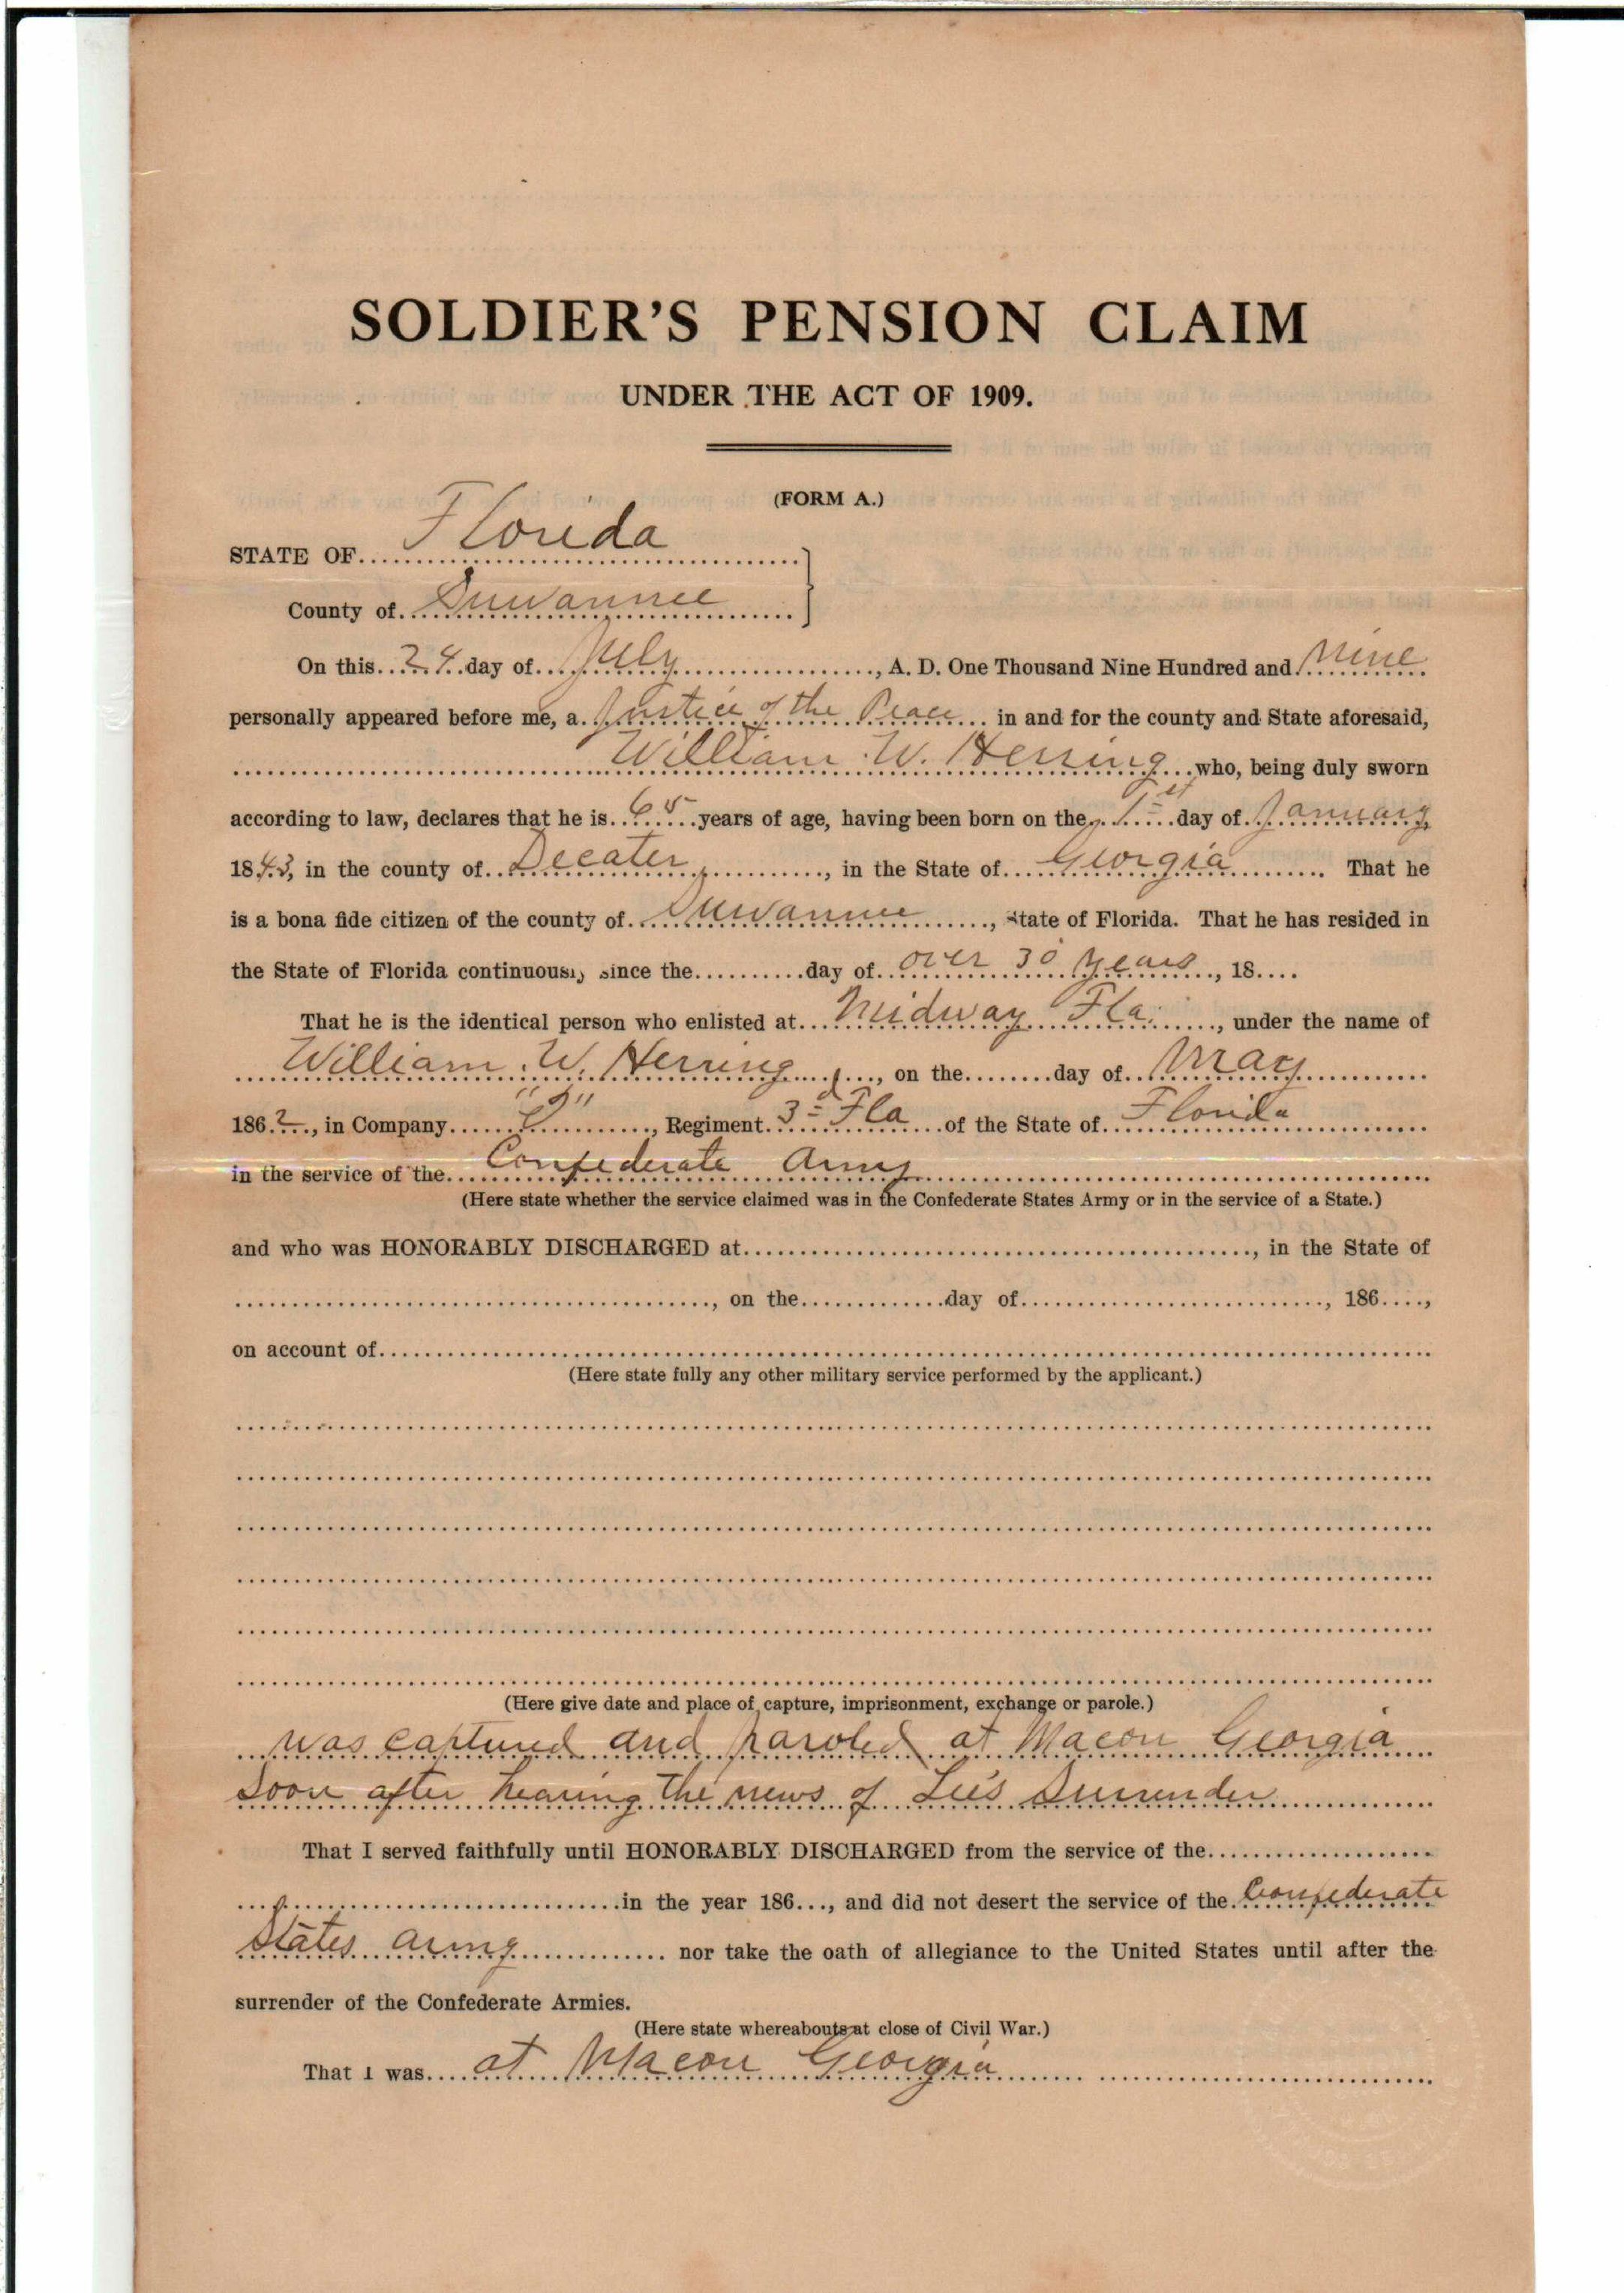 SOLDIER'S PENSION CLAIM
UNDER THE ACT OF 1909.
(FORM A.)
STATE OF Florida
County of Suwannee
On this 24 day of July, A. D. One Thousand Nine Hundred and Nine
personally appeared before me, a Justice of the Peace in and for the county and State aforesaid,
William W. Herring who, being duly sworn
according to law, declares that he is 65 years of age, having been born on the 1st day of January
1843, in the county of Decater, in the State of Georgia. That he
is a bona fide citizen of the county of Suwannee, State of Florida. That he has resided in
the State of Florida continuously since the..........day of over 30 years, 18....
That he is the identical person who enlisted at Midway Fla., under the name of
William W. Herring, on the.........day of May
1862, in Company, Regiment 3d Fla of the State of Florida
in the service of the Confederate Army
(Here state whether the service claimed was in the Confederate States Army or in the service of a State.)
and who was HONORABLY DISCHARGED at...................., in the State of
...................., on the..............day of...................., 186....,
on account of....................
(Here state fully any other military service performed by the applicant.)
(Here give date and place of capture, imprisonment, exchange or parole.)
was captured and paroled at Macon Georgia
Soon after hearing the news of Lee's Surrender
That I served faithfully until HONORABLY DISCHARGED from the service of the....................
....................in the year 186..., and did not desert the service of the Confederate
States Army nor take the oath of allegiance to the United States until after the
surrender of the Confederate Armies.
(Here state whereabouts at close of Civil War.)
That I was at Macon Georgia